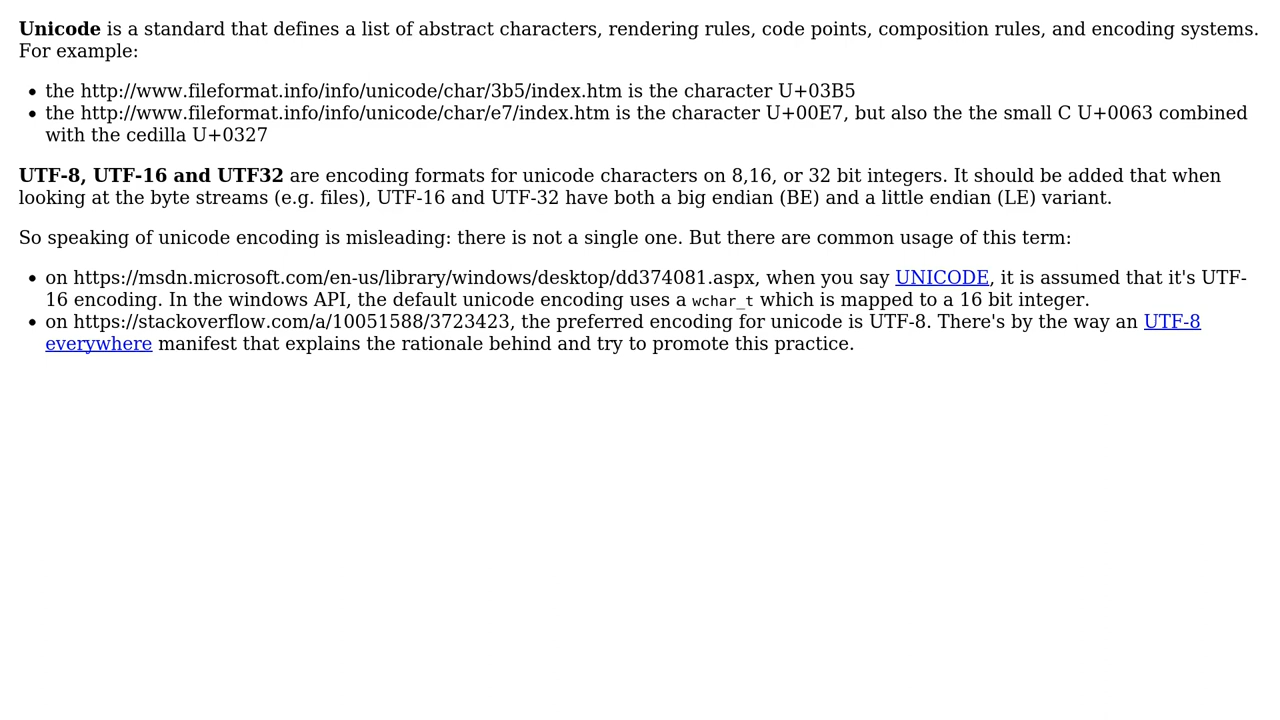 Unicode is a standard that defines a list of abstract characters, rendering rules, code points, composition rules, and encoding systems.
For example:
• the http://www.fileformat.info/info/unicode/char/3b5/index.htm is the character U+03B5
• the http://www.fileformat.info/info/unicode/char/e7/index.htm is the character U+00E7, but also the the small C U+0063 combined
with the cedilla U+0327
UTF-8, UTF-16 and UTF32 are encoding formats for unicode characters on 8,16, or 32 bit integers. It should be added that when
looking at the byte streams (e.g. files), UTF-16 and UTF-32 have both a big endian (BE) and a little endian (LE) variant.
So speaking of unicode encoding is misleading: there is not a single one. But there are common usage of this term:
• on https://msdn.microsoft.com/en-us/library/windows/desktop/dd374081.aspx, when you say UNICODE, it is assumed that it's UTF-
16 encoding. In the windows API, the default unicode encoding uses a wchar_t which is mapped to a 16 bit integer.
• on https://stackoverflow.com/a/10051588/3723423, the preferred encoding for unicode is UTF-8. There's by the way an UTF-8
everywhere manifest that explains the rationale behind and try to promote this practice.